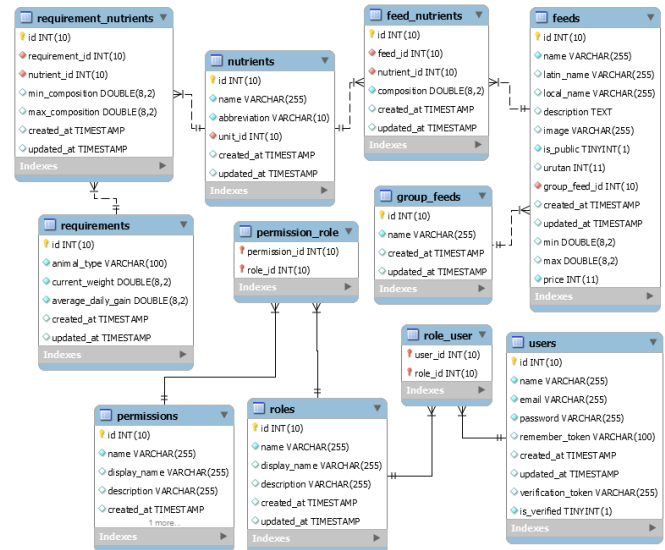 requirement_nutrients
id INT(10)
requirement_id INT(10)
nutrient_id INT(10)
min_composition DOUBLE(8,2)
max_composition DOUBLE(8,2)
created_at TIMESTAMP
updated_at TIMESTAMP
Indexes
nutrients
id INT(10)
name VARCHAR(255)
abbreviation VARCHAR(10)
unit_id INT(10)
created_at TIMESTAMP
updated_at TIMESTAMP
Indexes
feed_nutrients
id INT(10)
feed_id INT(10)
nutrient_id INT(10)
composition DOUBLE(8,2)
created_at TIMESTAMP
updated_at TIMESTAMP
Indexes
feeds
id INT(10)
name VARCHAR(255)
latin_name VARCHAR(255)
local_name VARCHAR(255)
description TEXT
image VARCHAR(255)
is_public TINYINT(1)
urutan INT(11)
group_feed_id INT(10)
created_at TIMESTAMP
updated_at TIMESTAMP
min DOUBLE(8,2)
max DOUBLE(8,2)
price INT(11)
Indexes
group_feeds
id INT(10)
name VARCHAR(255)
created_at TIMESTAMP
updated_at TIMESTAMP
Indexes
requirements
id INT(10)
animal_type VARCHAR(100)
current_weight DOUBLE(8,2)
average_daily_gain DOUBLE(8,2)
created_at TIMESTAMP
updated_at TIMESTAMP
Indexes
permission_role
permission_id INT(10)
role_id INT(10)
Indexes
role_user
user_id INT(10)
role_id INT(10)
Indexes
users
id INT(10)
name VARCHAR(255)
email VARCHAR(255)
password VARCHAR(255)
remember_token VARCHAR(100)
created_at TIMESTAMP
updated_at TIMESTAMP
verification_token VARCHAR(255)
is_verified TINYINT(1)
Indexes
permissions
id INT(10)
name VARCHAR(255)
display_name VARCHAR(255)
description VARCHAR(255)
created_at TIMESTAMP
1 more...
Indexes
roles
id INT(10)
name VARCHAR(255)
display_name VARCHAR(255)
description VARCHAR(255)
created_at TIMESTAMP
updated_at TIMESTAMP
Indexes